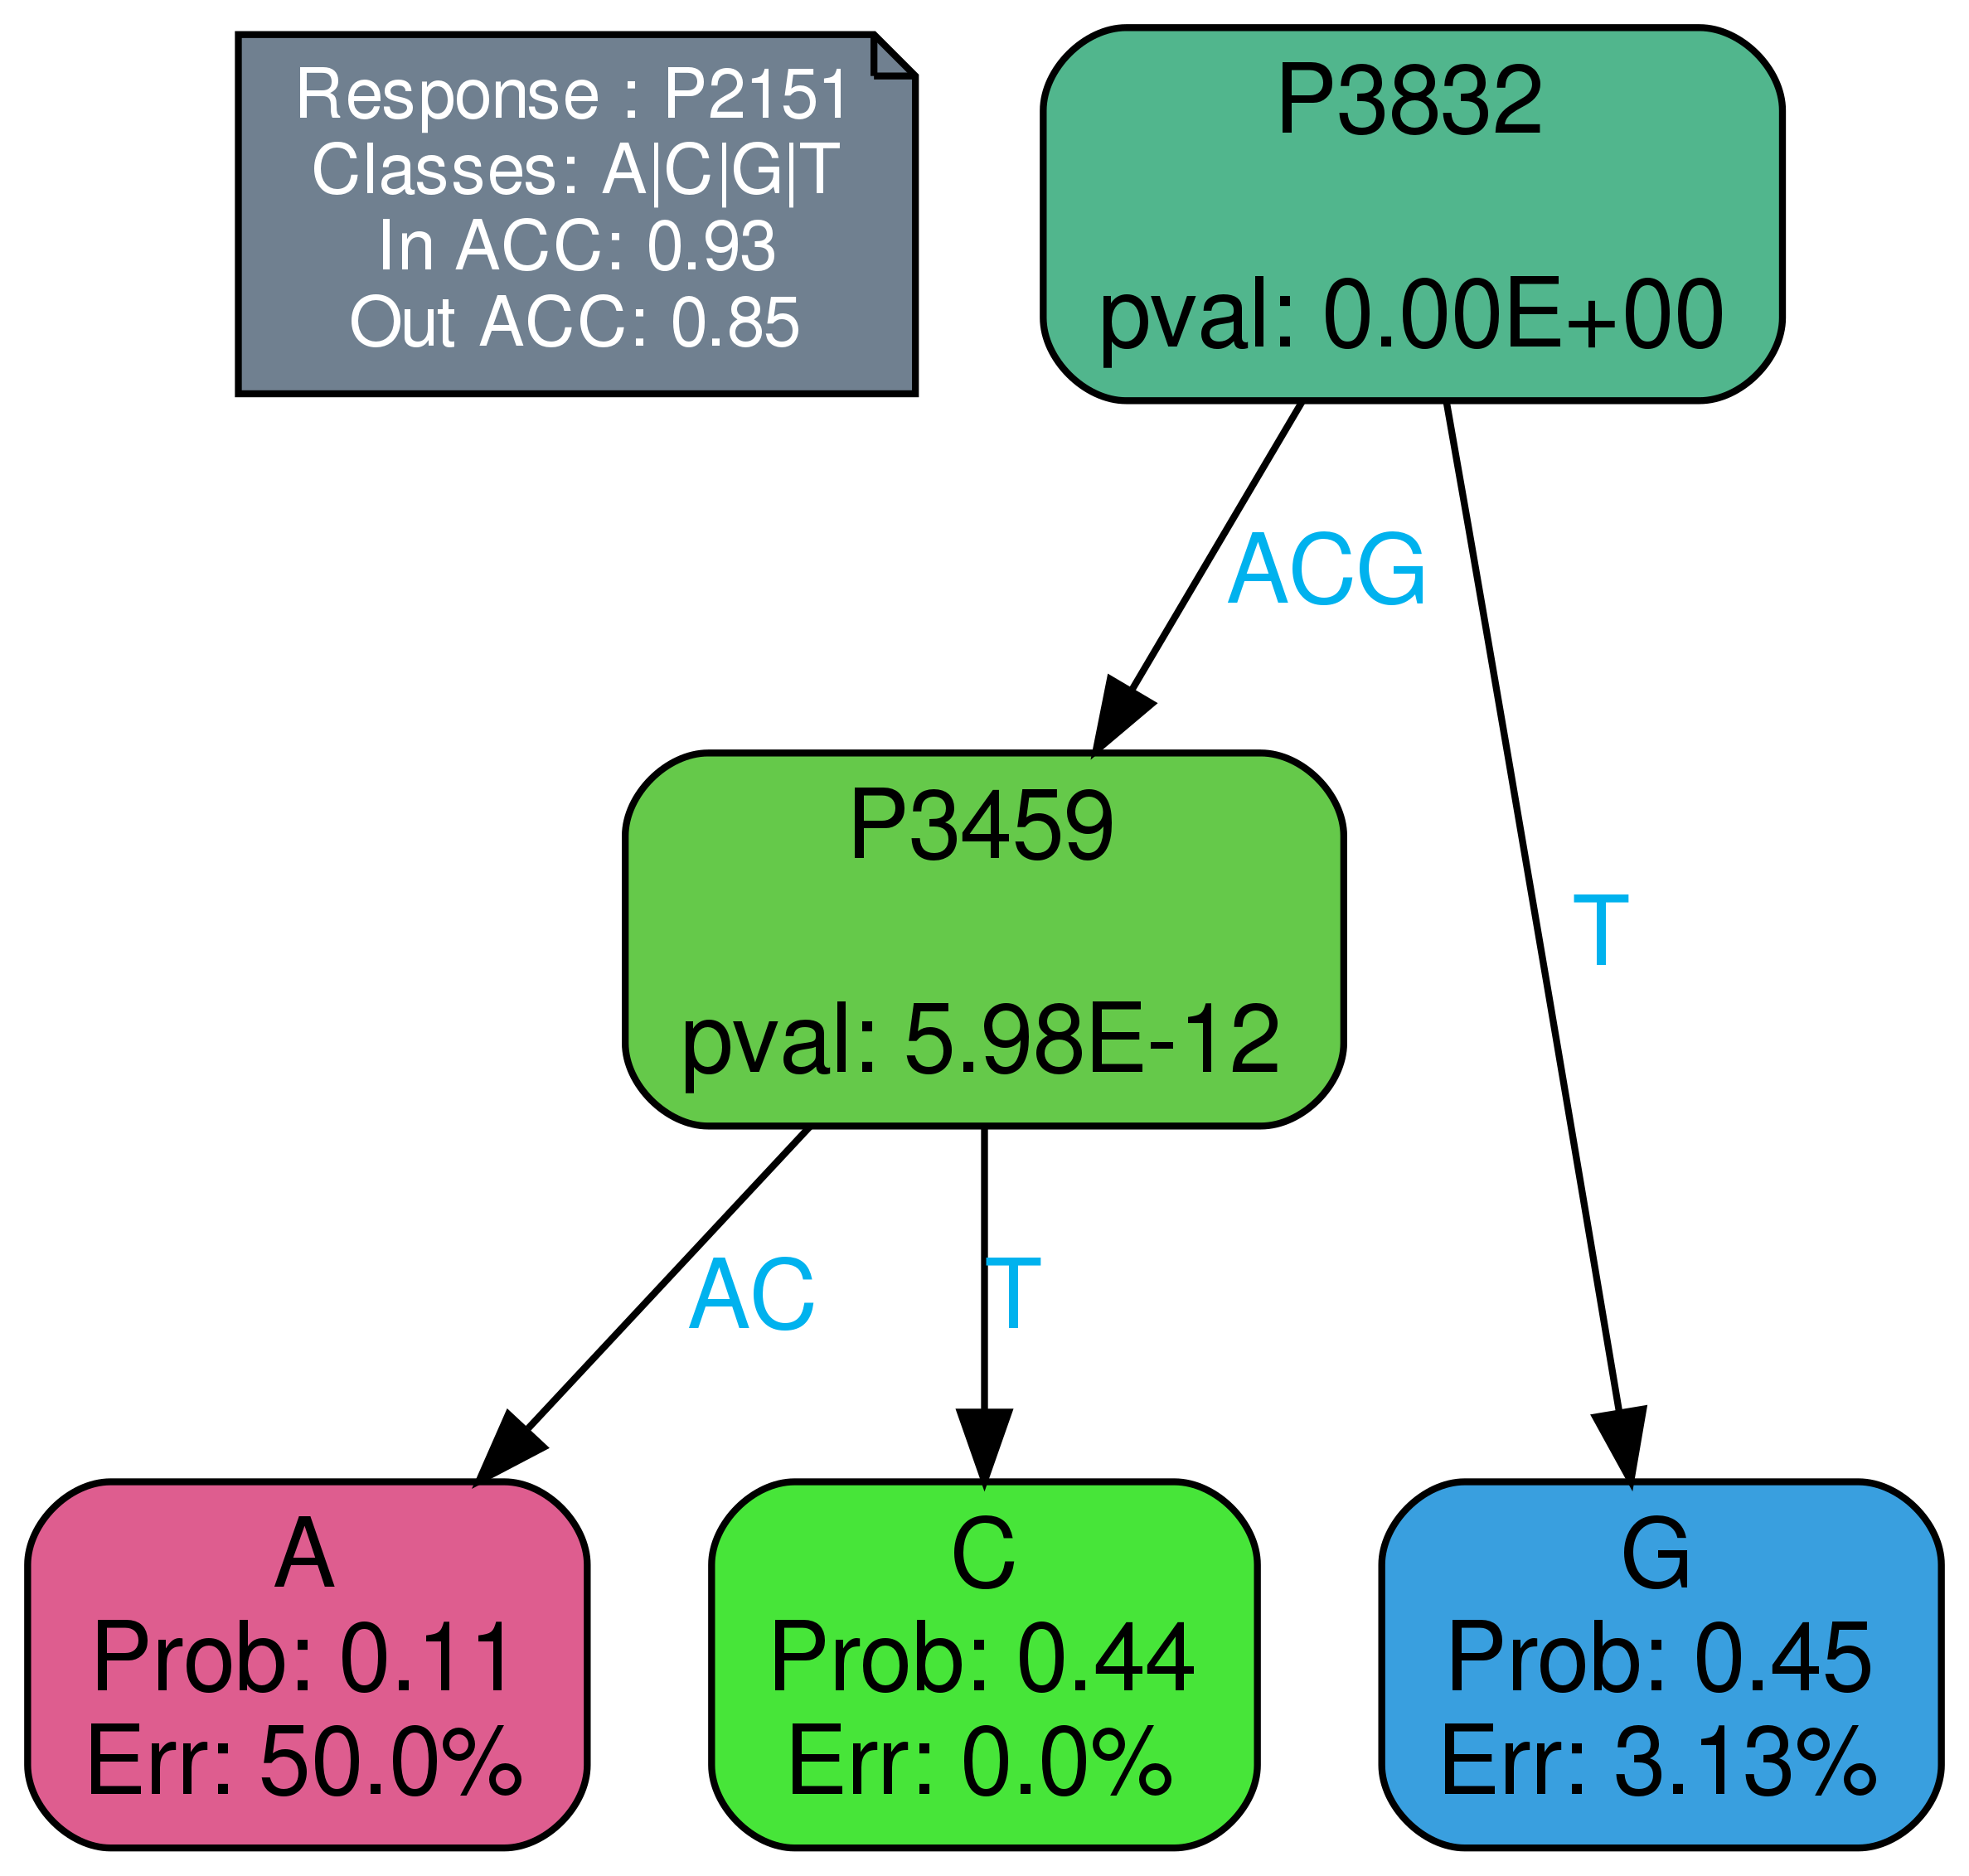 Response : P2151
Classes: A|C|G|T
In ACC: 0.93
Out ACC: 0.85
P3832
pval: 0.00E+00
ACG
P3459
pval: 5.98E-12
T
AC
T
A
Prob: 0.11
Err: 50.0%
C
Prob: 0.44
Err: 0.0%
G
Prob: 0.45
Err: 3.13%